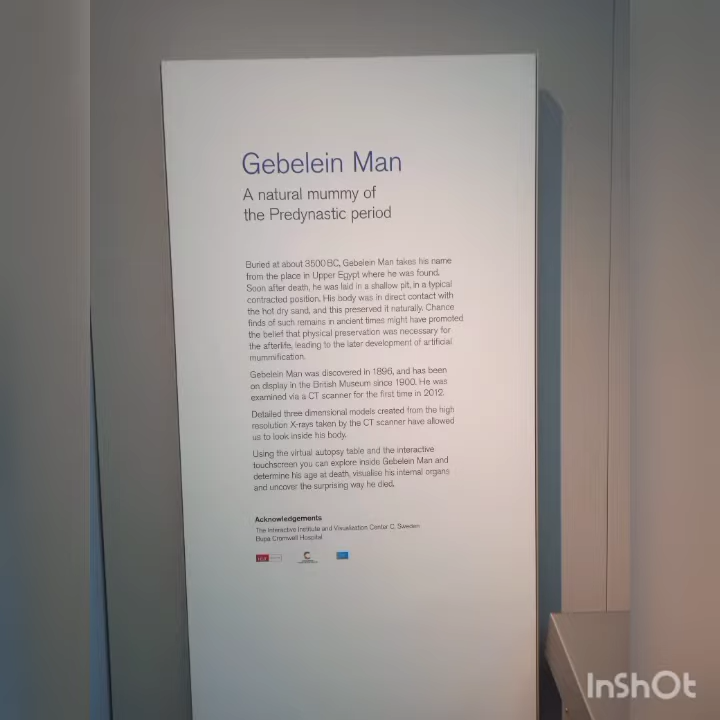 Gebelein Man
A natural mummy of
the Predynastic period
Buried at about 3500 BC, Gebelein Man takes his name
from the place in Upper Egypt where he was found.
Soon after death, he was laid in a shallow pit, in a typical
contracted position. His body was in direct contact with
the hot dry sand, and this preserved it naturally. Chance
finds of such remains in ancient times might have promoted
the belief that physical preservation was necessary for
the afterlife, leading to the later development of artificial
mummification.
Gebelein Man was discovered in 1896, and has been
on display in the British Museum since 1900. He was
examined via a CT scanner for the first time in 2012.
Detailed three dimensional models created from the high
resolution X-rays taken by the CT scanner have allowed
us to look inside his body.
Using the virtual autopsy table and the interactive
touchscreen you can explore inside Gebelein Man and
determine his age at death, visualise his internal organs
and uncover the surprising way he died.
Acknowledgements
The Interactive Institute and Visualization Center C, Sweden
Bupa Cromwell Hospital
InShOt